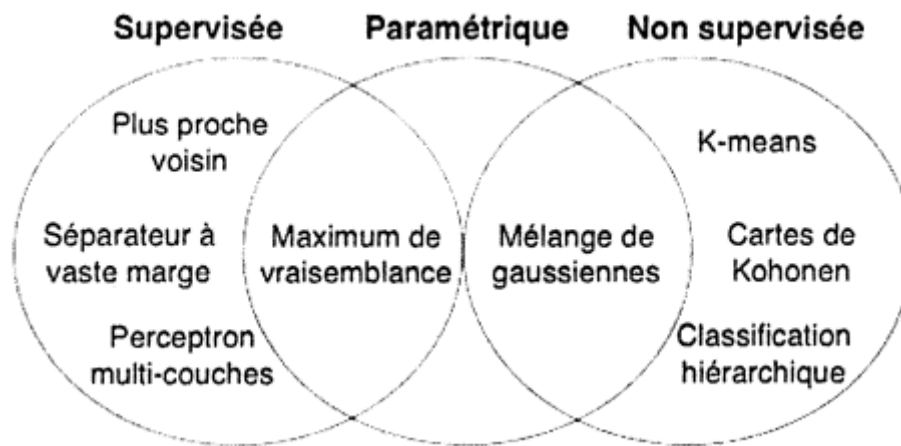 Supervisée Paramétrique Non supervisée
Plus proche
voisin
Séparateur à
vaste marge
Perceptron
multi-couches
Maximum de
vraisemblance
Mélange de
gaussiennes
K-means
Cartes de
Kohonen
Classification
hiérarchique